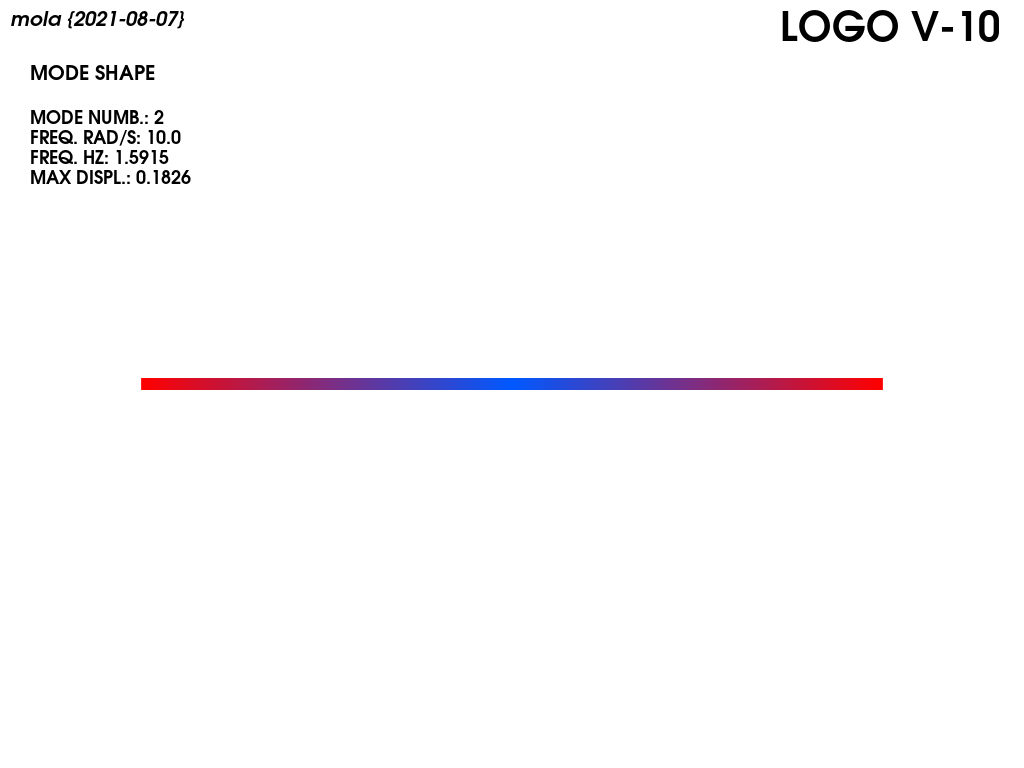 mola {2021-08-07}
LOGO V-10
MODE SHAPE
MODE NUMB.: 2
FREQ. RAD/S: 10.0
FREQ. HZ: 1.5915
MAX DISPL.: 0.1826